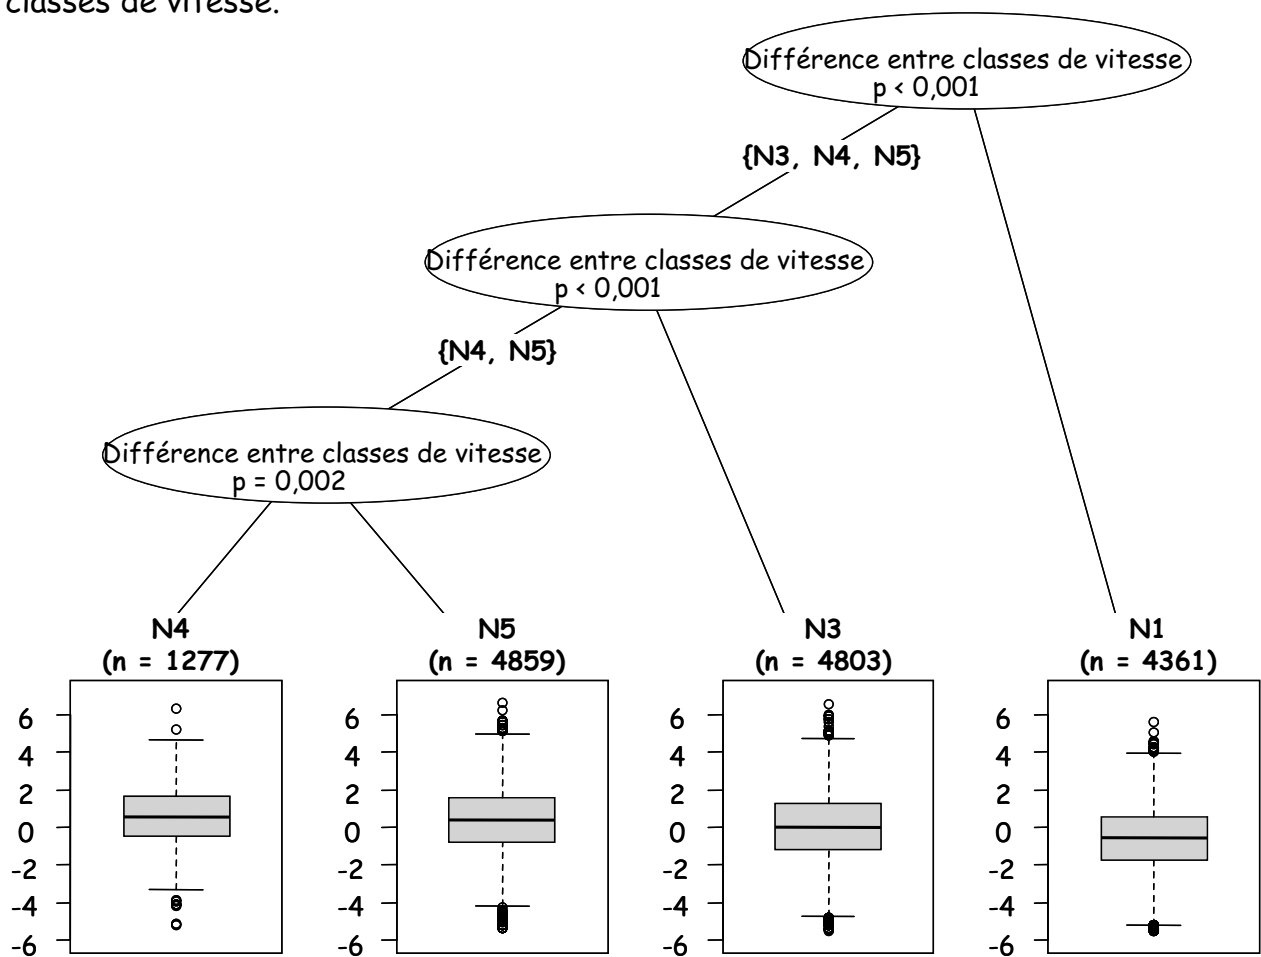 classes de vitesse.
Différence entre classes de vitesse
p < 0,001
{N3, N4, N5}
Différence entre classes de vitesse
p < 0,001
{N4, N5}
Différence entre classes de vitesse
p = 0,002
N4
(n = 1277)
N5
(n = 4859)
N3
(n = 4803)
N1
(n = 4361)
6
4
2
0
-2
-4
-6
6
4
2
0
-2
-4
-6
6
4
2
0
-2
-4
-6
6
4
2
0
-2
-4
-6